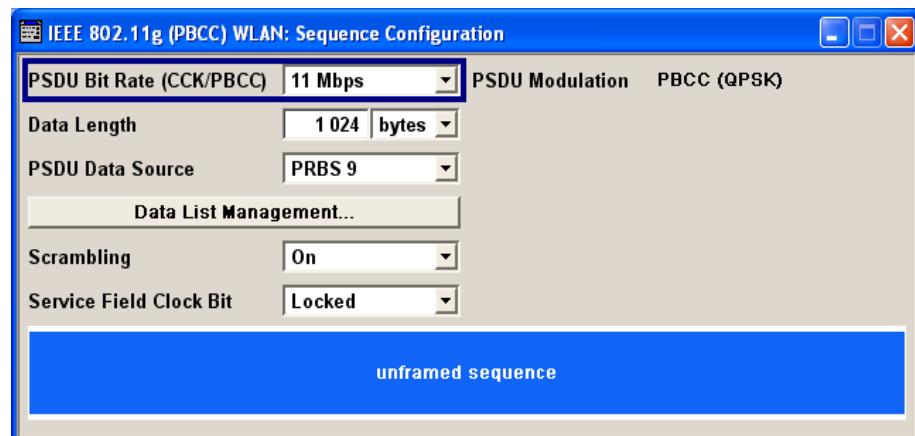 IEEE 802.11g (PBCC) WLAN: Sequence Configuration
PSDU Bit Rate (CCK/PBCC) 11 Mbps PSDU Modulation PBCC (QPSK)
Data Length 1 024 bytes
PSDU Data Source PRBS 9
Data List Management...
Scrambling On
Service Field Clock Bit Locked
unframed sequence